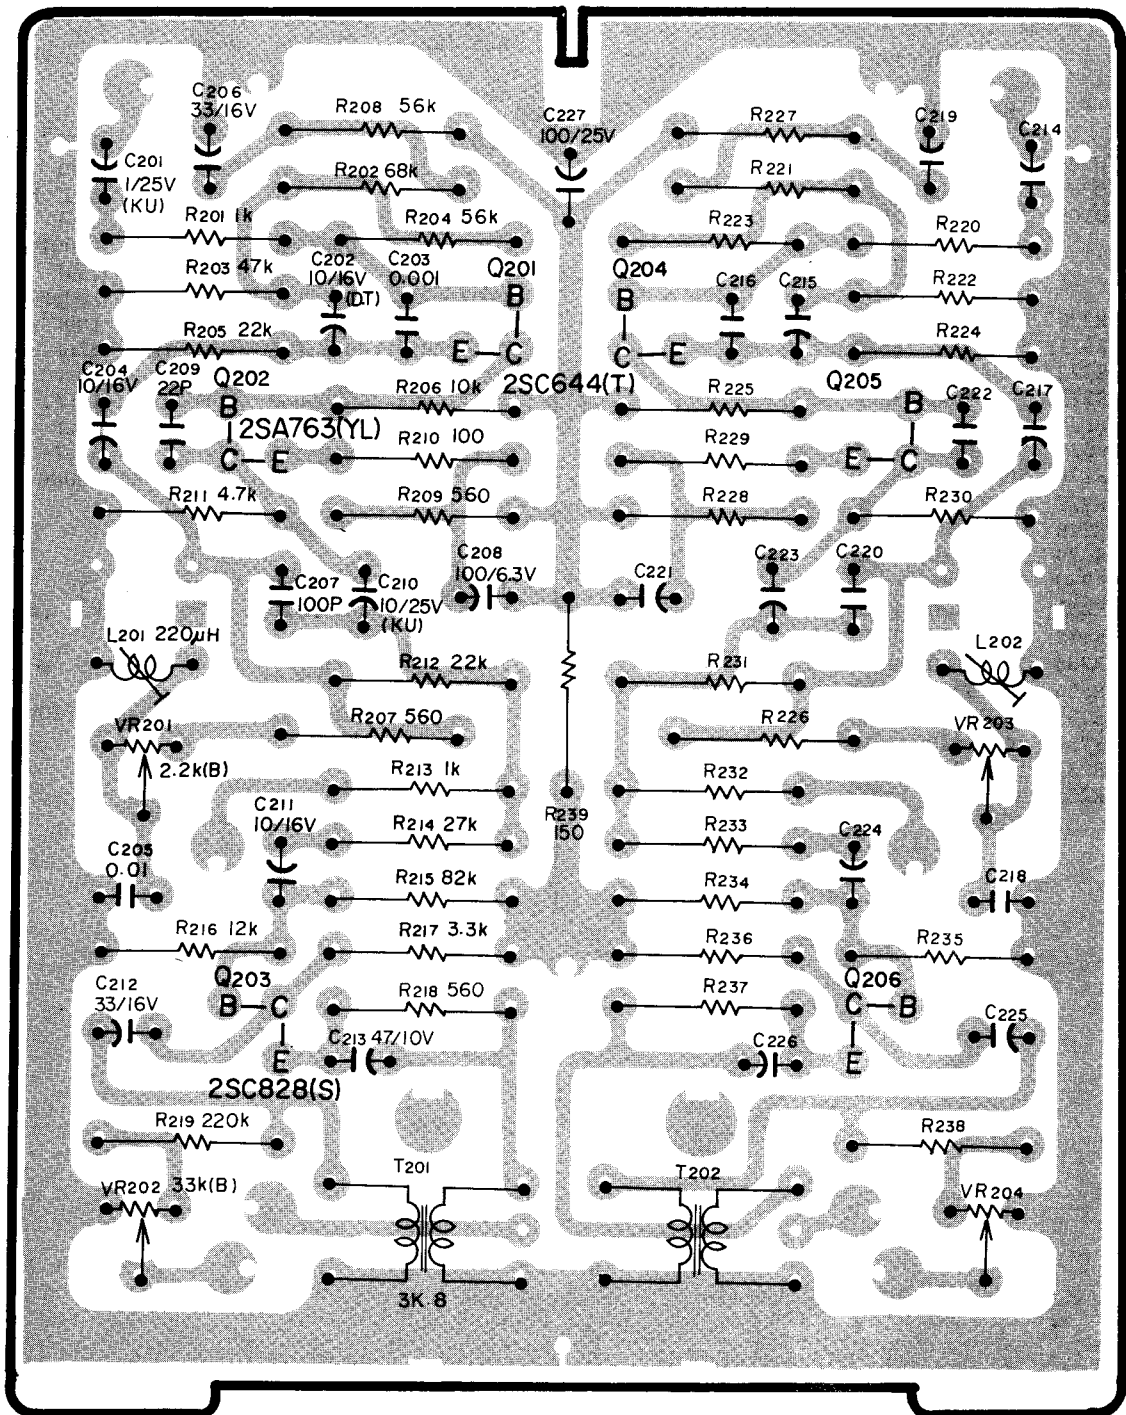 C206
33/16V
R208 56k
C227
100/25V
R227
C219
C214
C201
1/25V
(KU)
R202 68k
R221
R201 1k
R204 56k
R223
R220
R203 47k
C202
10/16V
(D.T)
C203
0.001
Q201
B
E C
Q204
B
C E
C216
C215
R222
R205 22k
R224
C204
10/16V
C209
22P
Q202
B
C E
R206 10k
2SC644(T)
R225
Q205
B
E C
C222
C217
2SA763(YL)
R210 100
R229
R211 4.7k
R209 560
R228
R230
C208
100/6.3V
C221
C223
C220
C207
100P
C210
10/25V
(KU)
L201 220μH
R212 22k
R231
L202
VR201
2.2k(B)
R207 560
R226
VR203
R213 1k
R232
C211
10/16V
R239
150
R214 27k
R233
C224
C205
0.01
R215 82k
R234
C218
R216 12k
R217 3.3k
R236
R235
Q203
B C
E
Q206
C B
E
C212
33/16V
R218 560
R237
C225
C213 47/10V
C226
2SC828(S)
R219 220k
R238
T201
T202
VR202 33k(B)
VR204
3K 8